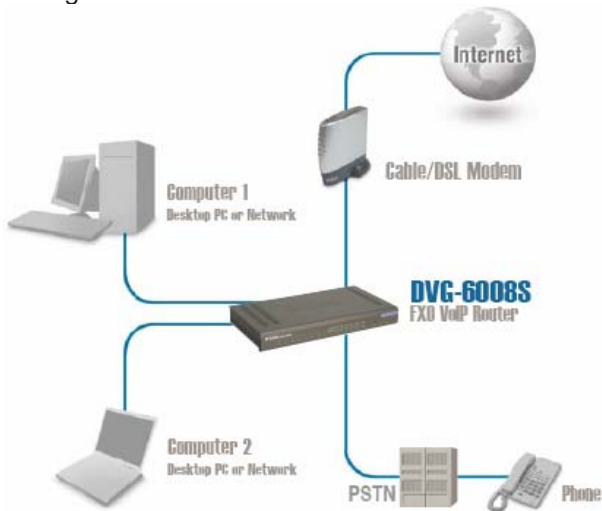 Internet
Cable/DSL Modem
Computer 1
Desktop PC or Network
DVG-6008S
FXO VoIP Router
Computer 2
Desktop PC or Network
PSTN
Phone